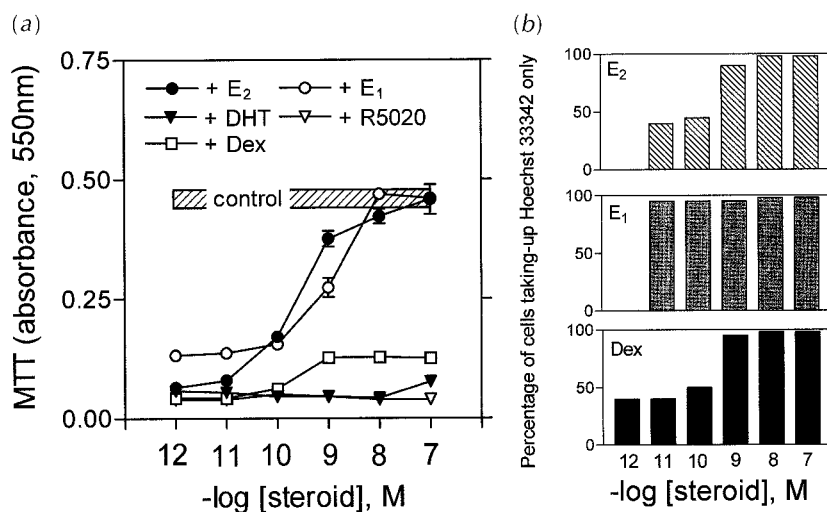 (a)
MTT (absorbance, 550nm)
0.75
0.50
0.25
0.00
+ E₂
+ E₁
+ DHT
+ R5020
+ Dex
control
12 11 10 9 8 7
-log [steroid], M
(b)
Percentage of cells taking-up Hoechst 33342 only
100
50
0
E₂
100
50
0
E₁
100
50
0
Dex
12 11 10 9 8 7
-log [steroid], M